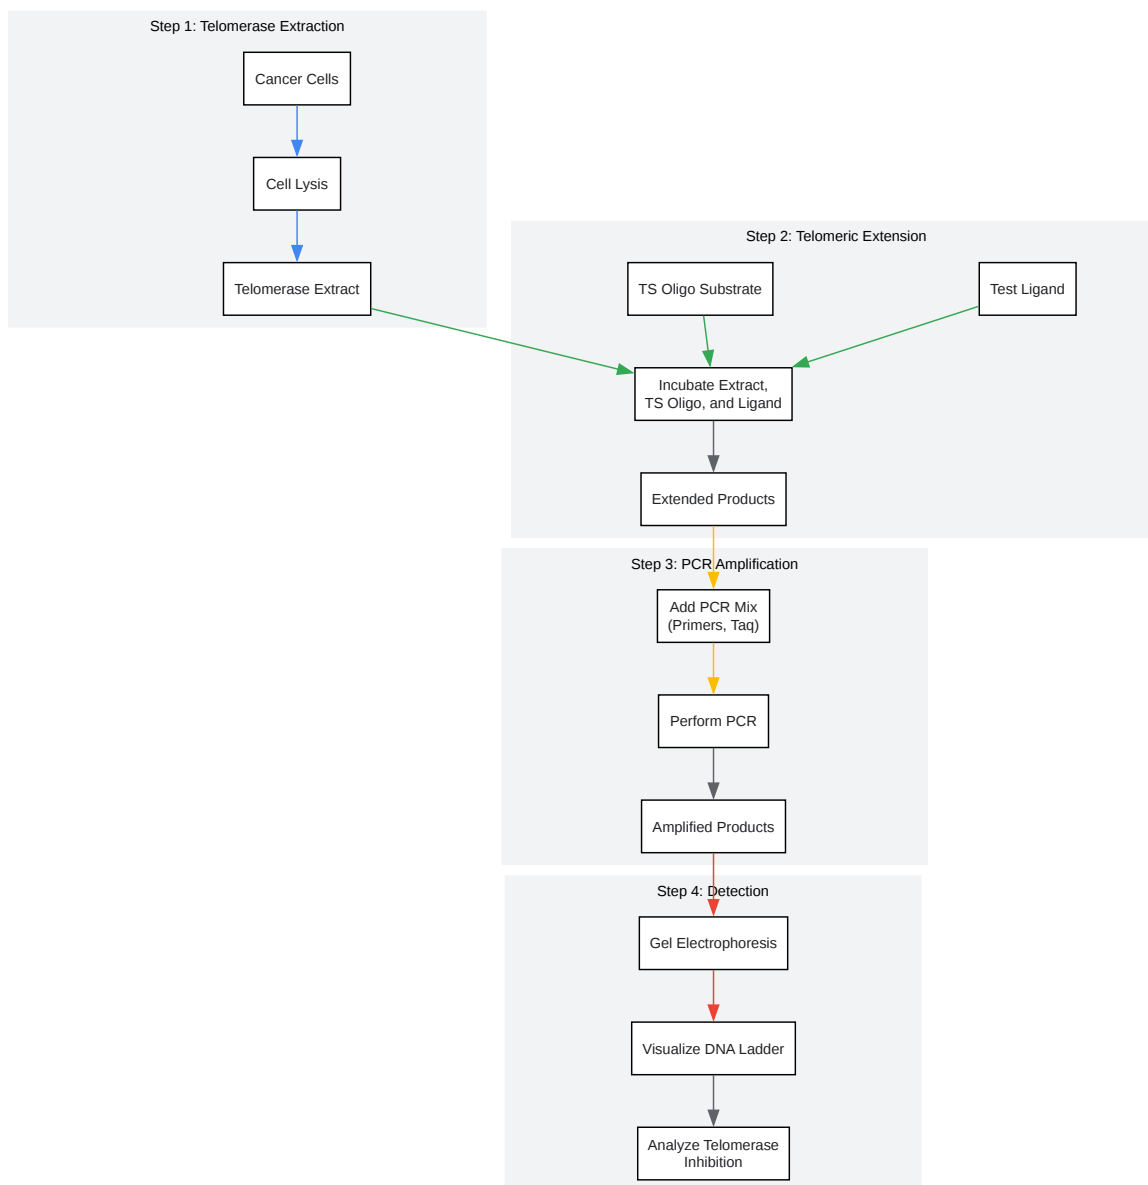 Step 1: Telomerase Extraction
Cancer Cells
Cell Lysis
Telomerase Extract
Step 2: Telomeric Extension
TS Oligo Substrate
Test Ligand
Incubate Extract,
TS Oligo, and Ligand
Extended Products
Step 3: PCR Amplification
Add PCR Mix
(Primers, Taq)
Perform PCR
Amplified Products
Step 4: Detection
Gel Electrophoresis
Visualize DNA Ladder
Analyze Telomerase
Inhibition